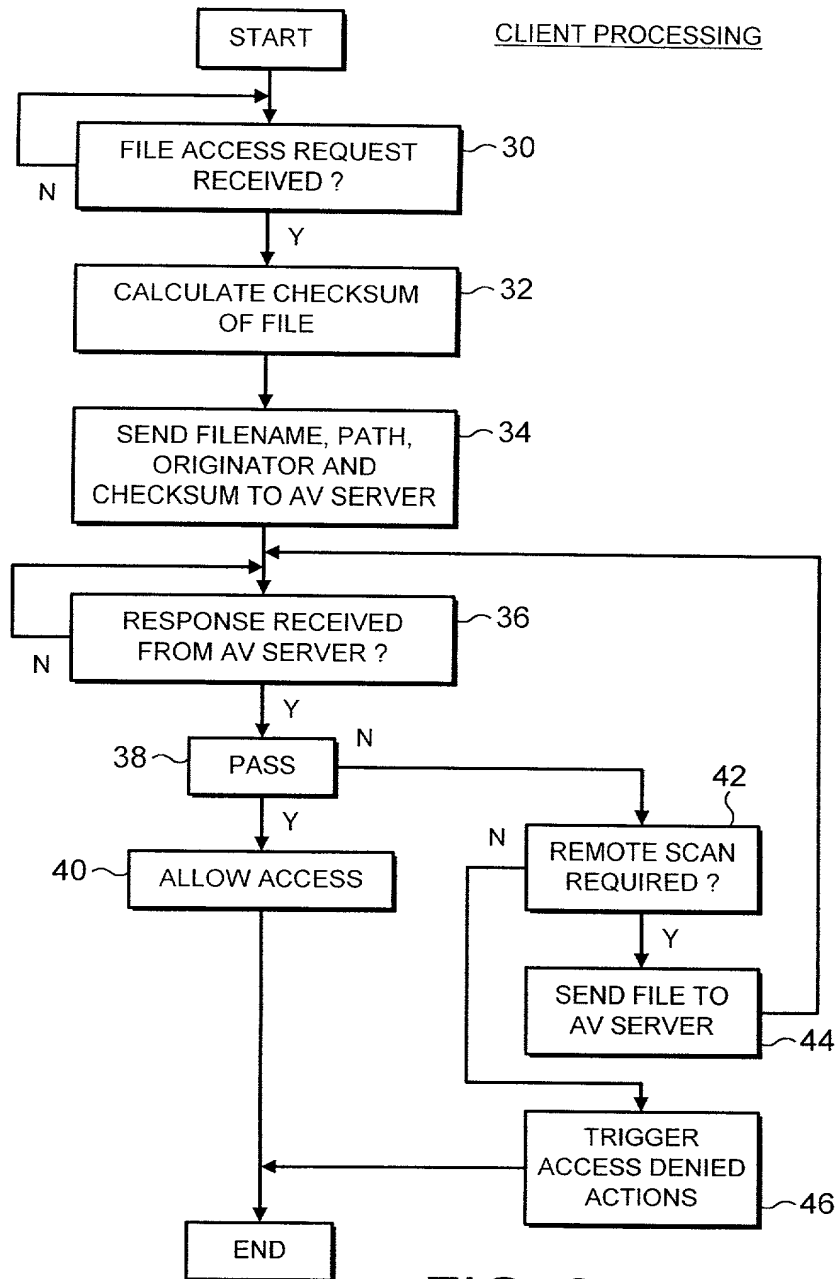 START
CLIENT PROCESSING
FILE ACCESS REQUEST
RECEIVED ?
30
N
Y
CALCULATE CHECKSUM
OF FILE
32
SEND FILENAME, PATH,
ORIGINATOR AND
CHECKSUM TO AV SERVER
34
RESPONSE RECEIVED
FROM AV SERVER ?
36
N
Y
38
PASS
N
Y
40
ALLOW ACCESS
42
N
REMOTE SCAN
REQUIRED ?
Y
SEND FILE TO
AV SERVER
44
TRIGGER
ACCESS DENIED
ACTIONS
46
END